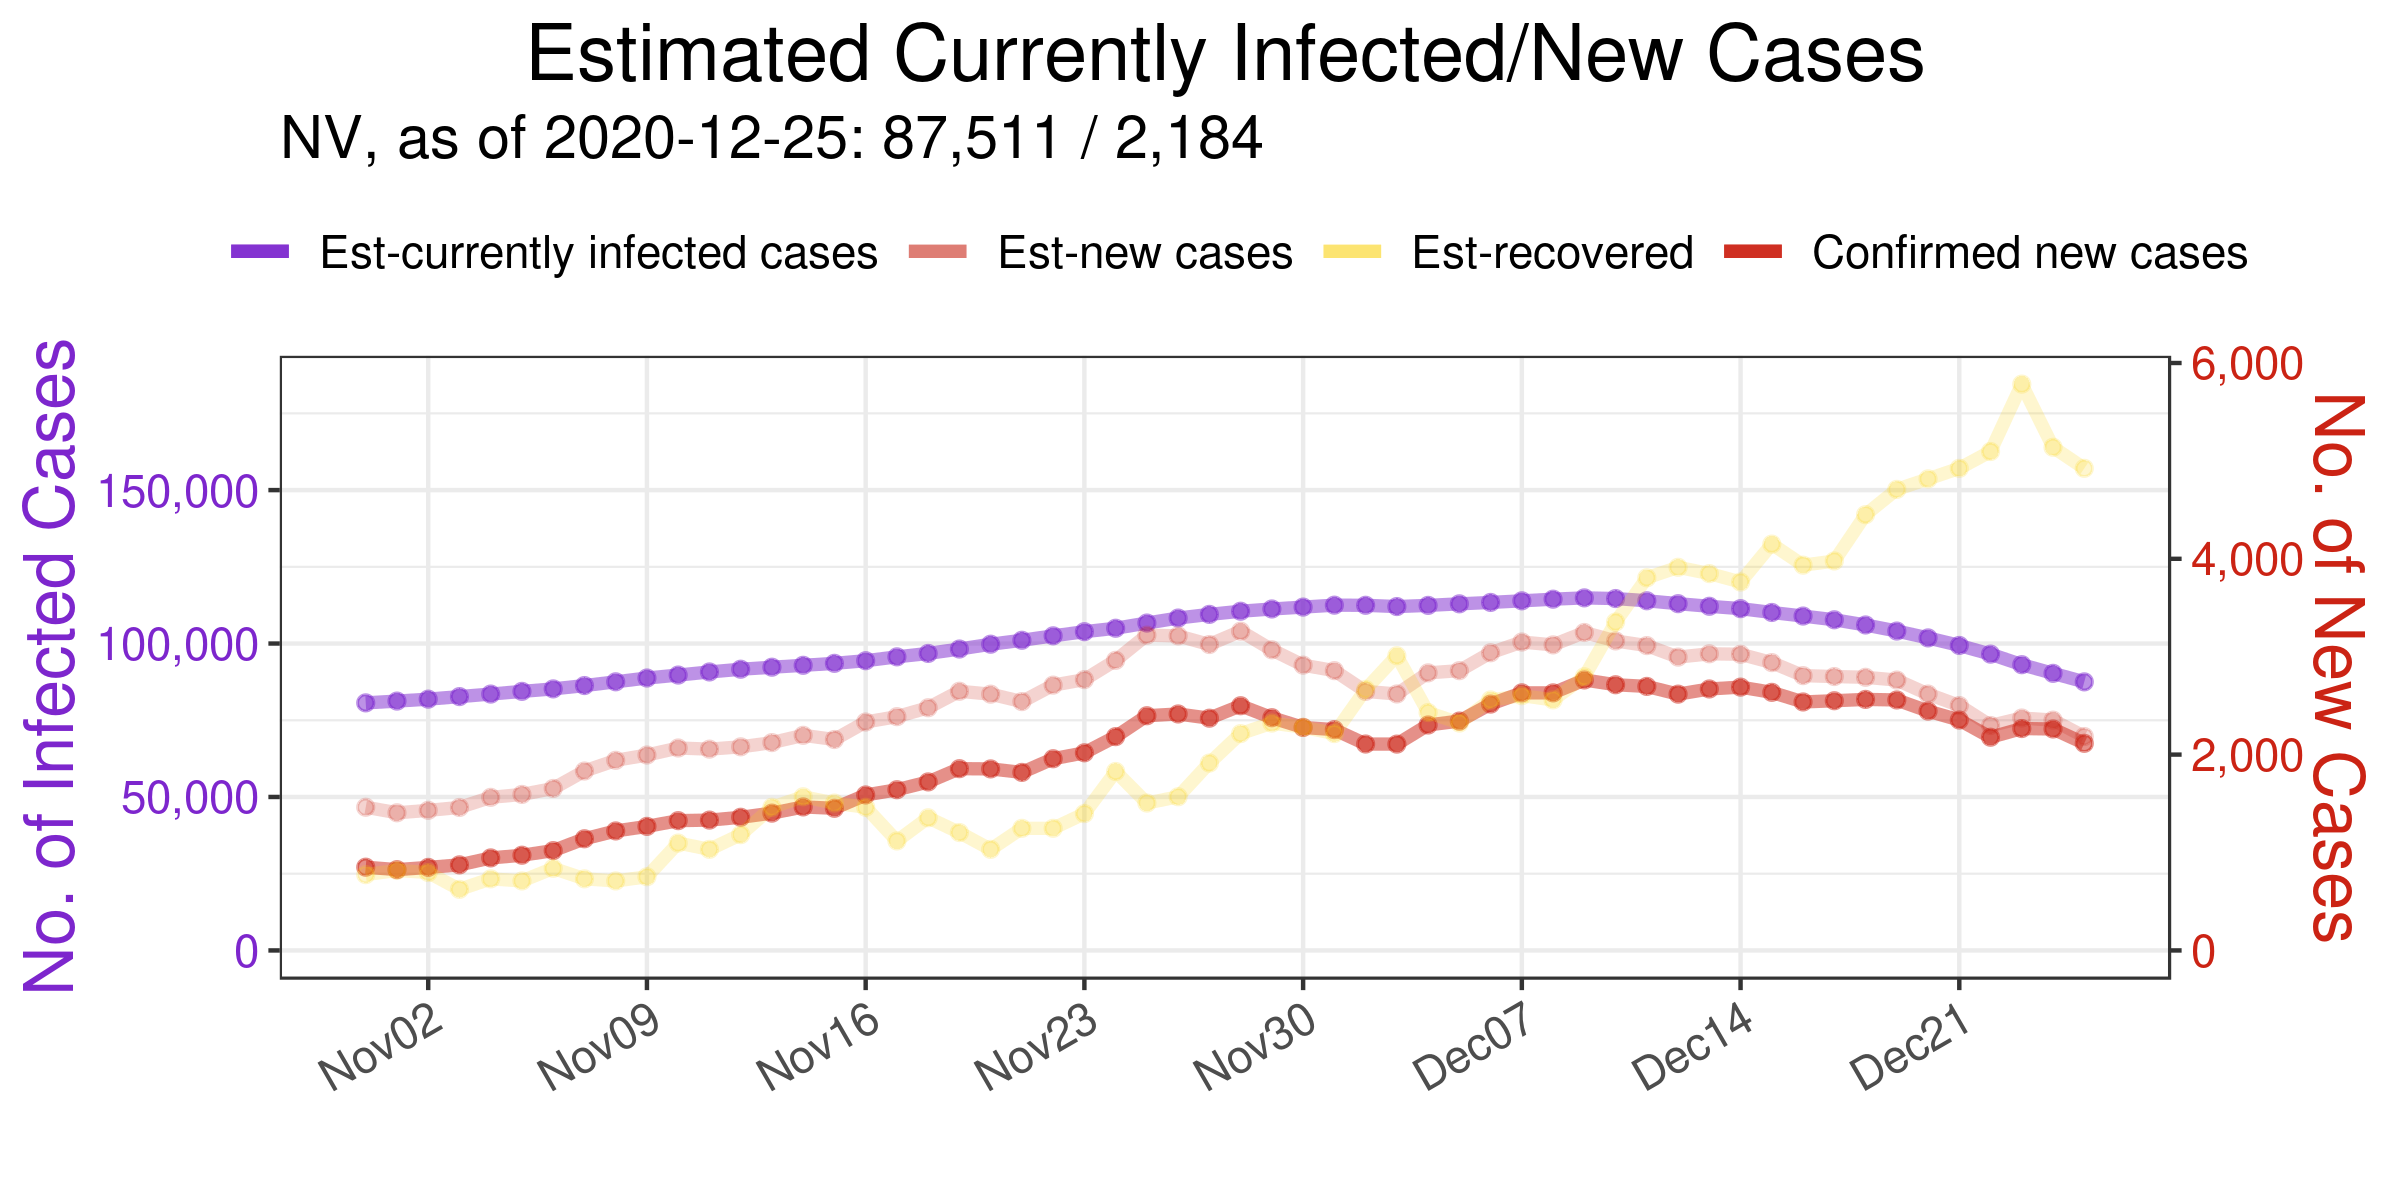 Estimated Currently Infected/New Cases
NV, as of 2020-12-25: 87,511 / 2,184
Est-currently infected cases Est-new cases Est-recovered Confirmed new cases
No. of Infected Cases
150,000
100,000
50,000
0
6,000
4,000
2,000
0
No. of New Cases
Nov02 Nov09 Nov16 Nov23 Nov30 Dec07 Dec14 Dec21